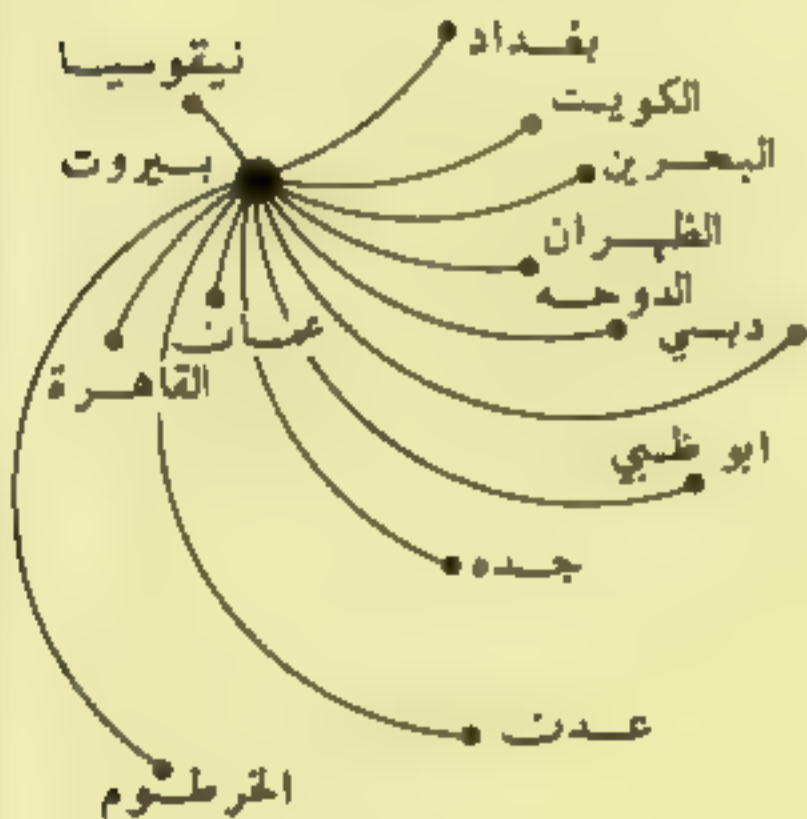 بغداد
نيقوسيا
الكويت
بيروت
البحرين
الظهران
الدوحه
دبي
عمان
القاهرة
ابو ظبي
جده
عدن
الخرطوم